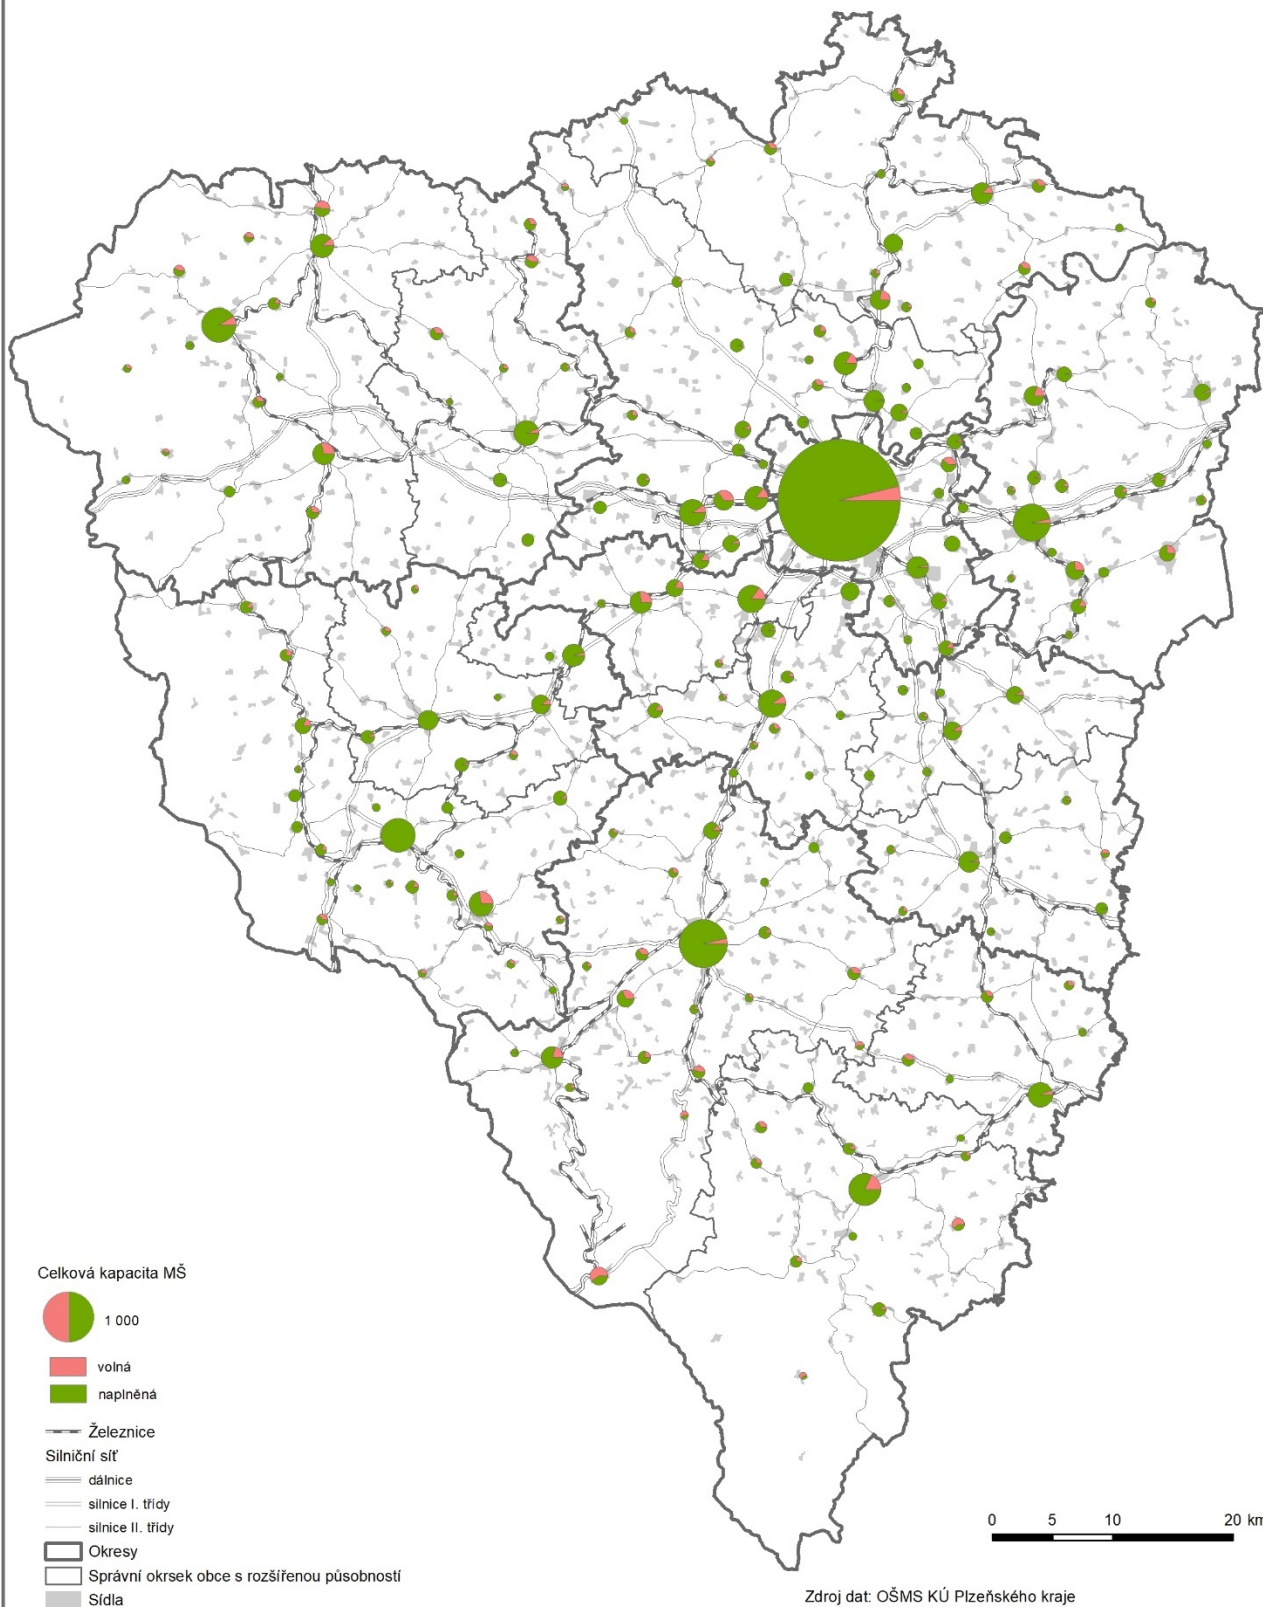 Celková kapacita MŠ
1 000
volná
naplněná
Železnice
Silniční síť
dálnice
silnice I. třídy
silnice II. třídy
Okresy
Správní okrsek obce s rozšířenou působností
Sídla
0 5 10 20 km
Zdroj dat: OŠMS KÚ Plzeňského kraje